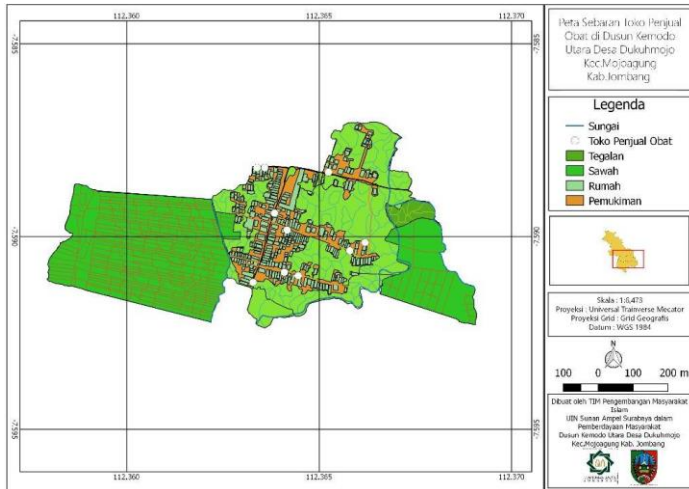 112.360 112.365 112.370
Peta Sebaran Toko Penjual
Obat di Dusun Kemodo
Utara Desa Dukuhmojo
Kec.Mojoagung
Kab.Jombang
-7.585 -7.585
Legenda
Sungai
Toko Penjual Obat
Tegalan
Sawah
Rumah
Pemukiman
-7.590 -7.590
Skala : 1:6,473
Proyeksi : Universal Trainverse Mecator
Proyeksi Grid : Grid Geografis
Datum : WGS 1984
N
100 0 100 200 m
Dibuat oleh TIM Pengembangan Masyarakat
Islam
UIN Sunan Ampel Surabaya dalam
Pemberdayaan Masyarakat
Dusun Kemodo Utara Desa Dukuhmojo
Kec.Mojoagung Kab. Jombang
-7.595 -7.595
112.360 112.365 112.370